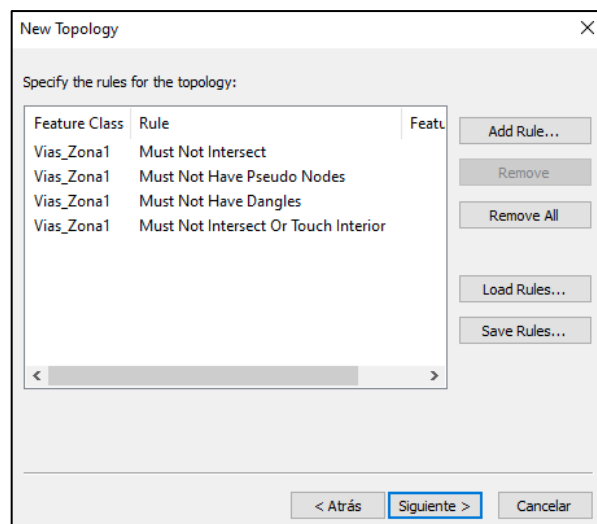 New Topology
Specify the rules for the topology:
Feature Class Rule Featu
Vias_Zona1 Must Not Intersect
Vias_Zona1 Must Not Have Pseudo Nodes
Vias_Zona1 Must Not Have Dangles
Vias_Zona1 Must Not Intersect Or Touch Interior
Add Rule...
Remove
Remove All
Load Rules...
Save Rules...
< Atrás Siguiente > Cancelar